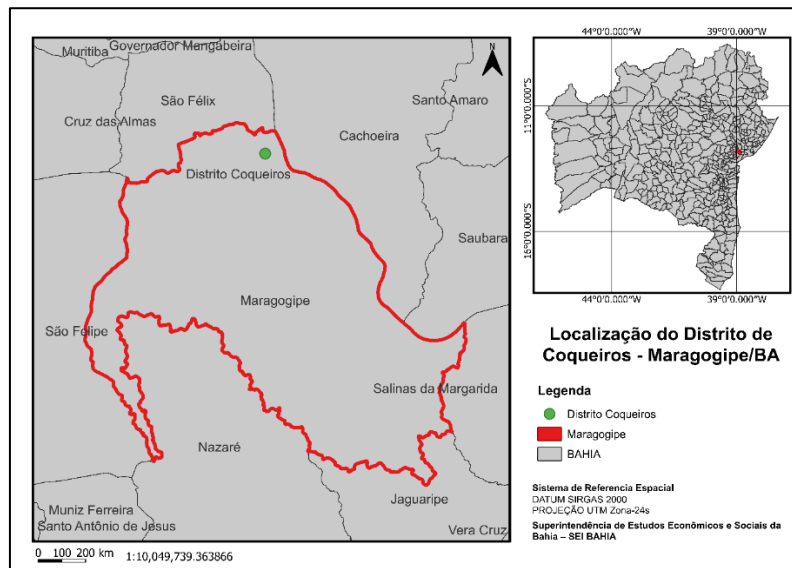 Muritiba
Governador Mangabeira
São Félix
Santo Amaro
Cruz das Almas
Cachoeira
Distrito Coqueiros
Saubara
Maragogipe
São Felipe
Salinas da Margarida
Nazaré
Jaguaripe
Muniz Ferreira
Santo Antônio de Jesus
Vera Cruz
N
0 100 200 km 1:10,049,739.363866
44°0'0.000"W 39°0'0.000"W
11°0'0.000"S
16°0'0.000"S
44°0'0.000"W 39°0'0.000"W
Localização do Distrito de
Coqueiros - Maragogipe/BA
Legenda
Distrito Coqueiros
Maragogipe
BAHIA
Sistema de Referencia Espacial
DATUM SIRGAS 2000
PROJEÇÃO UTM Zona-24s
Superintendência de Estudos Econômicos e Sociais da
Bahia – SEI BAHIA